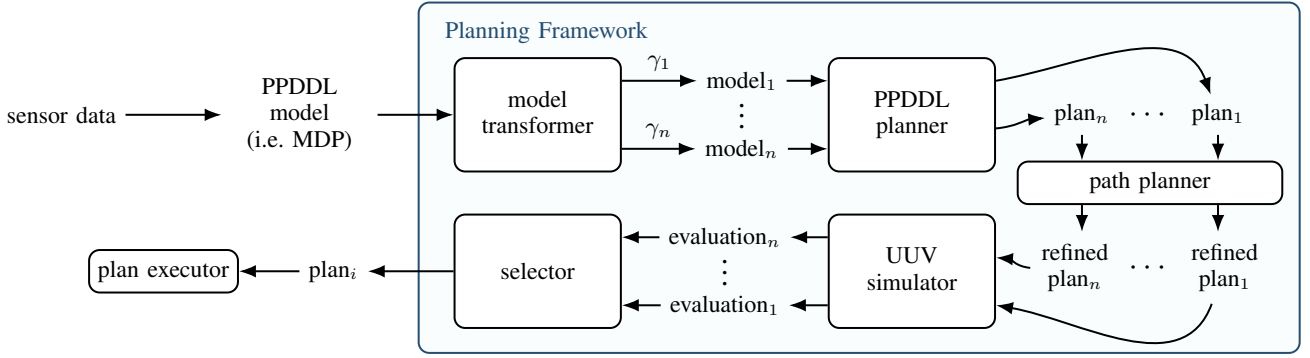 Planning Framework
sensor data
PPDDL
model
(i.e. MDP)
model
transformer
γ₁
γₙ
model₁
⋮
modelₙ
PPDDL
planner
planₙ · · · plan₁
path planner
refined
planₙ
· · ·
refined
plan₁
UUV
simulator
evaluationₙ
⋮
evaluation₁
selector
planᵢ
plan executor